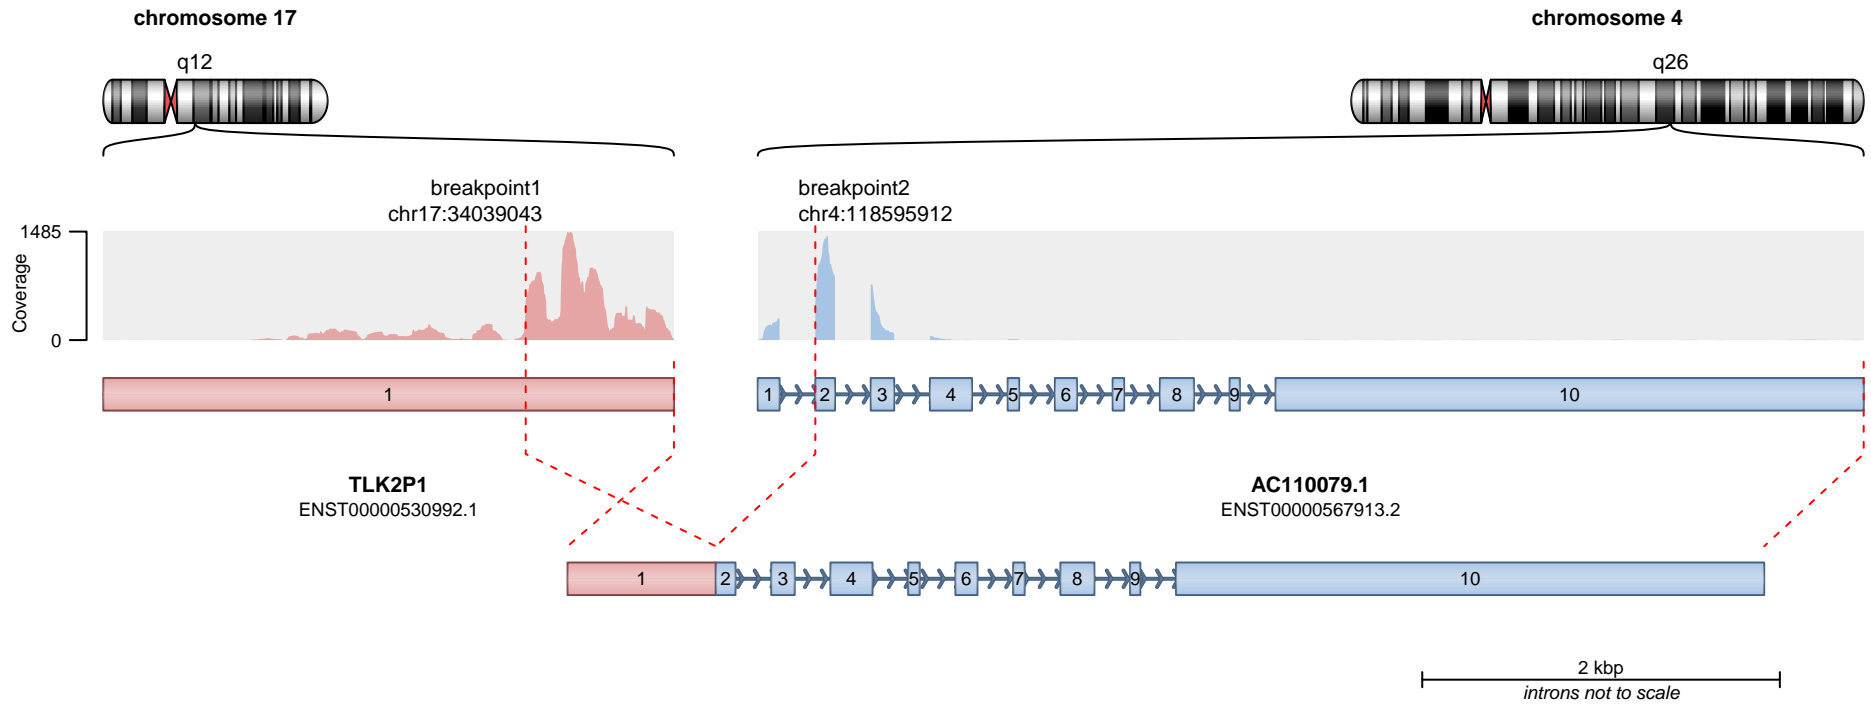 chromosome 17
chromosome 4
q12
q26
breakpoint1
chr17:34039043
breakpoint2
chr4:118595912
1485
Coverage
0
1
1 2 3 4 5 6 7 8 9 10
TLK2P1
ENST00000530992.1
AC110079.1
ENST00000567913.2
1 2 3 4 5 6 7 8 9 10
2 kbp
introns not to scale